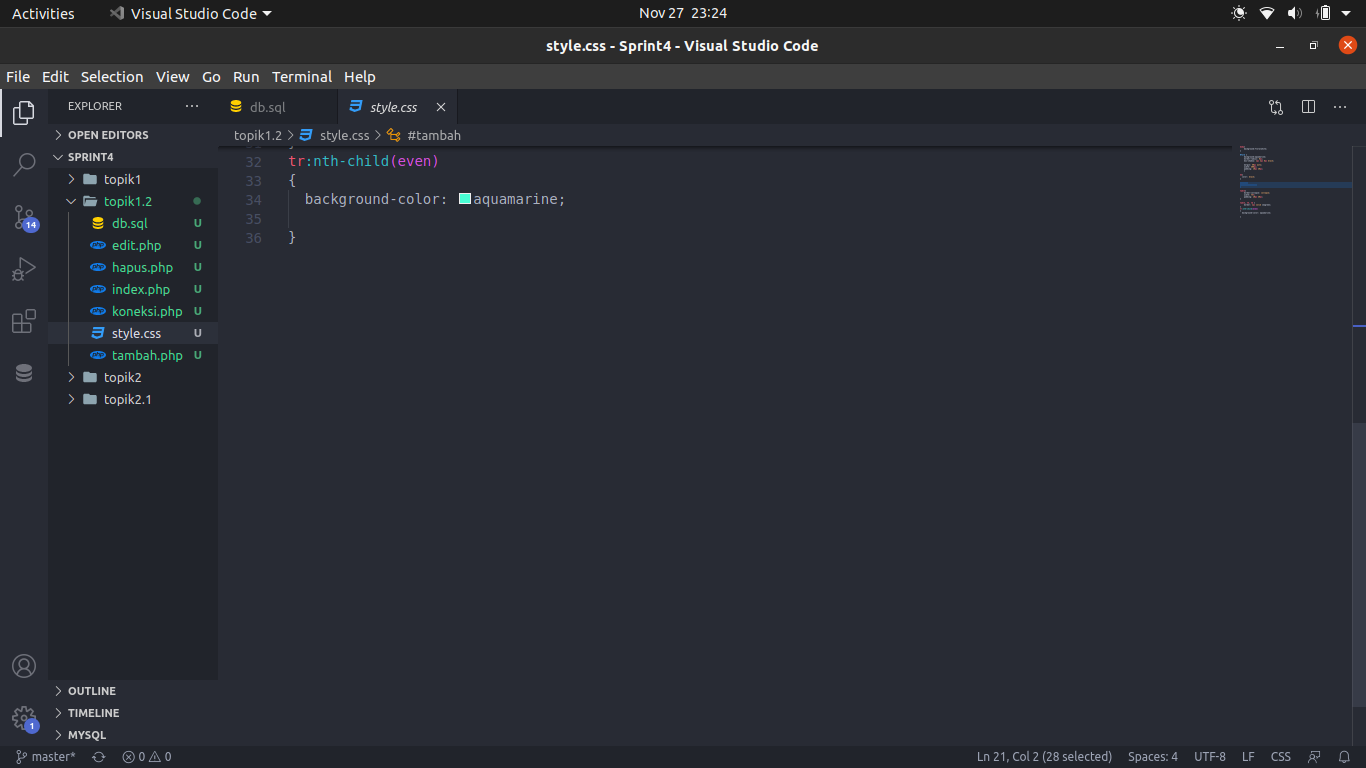 Activities Visual Studio Code Nov 27 23:24
style.css - Sprint4 - Visual Studio Code
File Edit Selection View Go Run Terminal Help
EXPLORER
OPEN EDITORS
SPRINT4
topik1
topik1.2
db.sql U
edit.php U
hapus.php U
index.php U
koneksi.php U
style.css U
tambah.php U
topik2
topik2.1
OUTLINE
TIMELINE
MYSQL
14
1
db.sql style.css
topik1.2 > style.css > #tambah
32 tr:nth-child(even)
33 {
34 background-color: aquamarine;
35
36 }
master* 0 0 Ln 21, Col 2 (28 selected) Spaces: 4 UTF-8 LF CSS